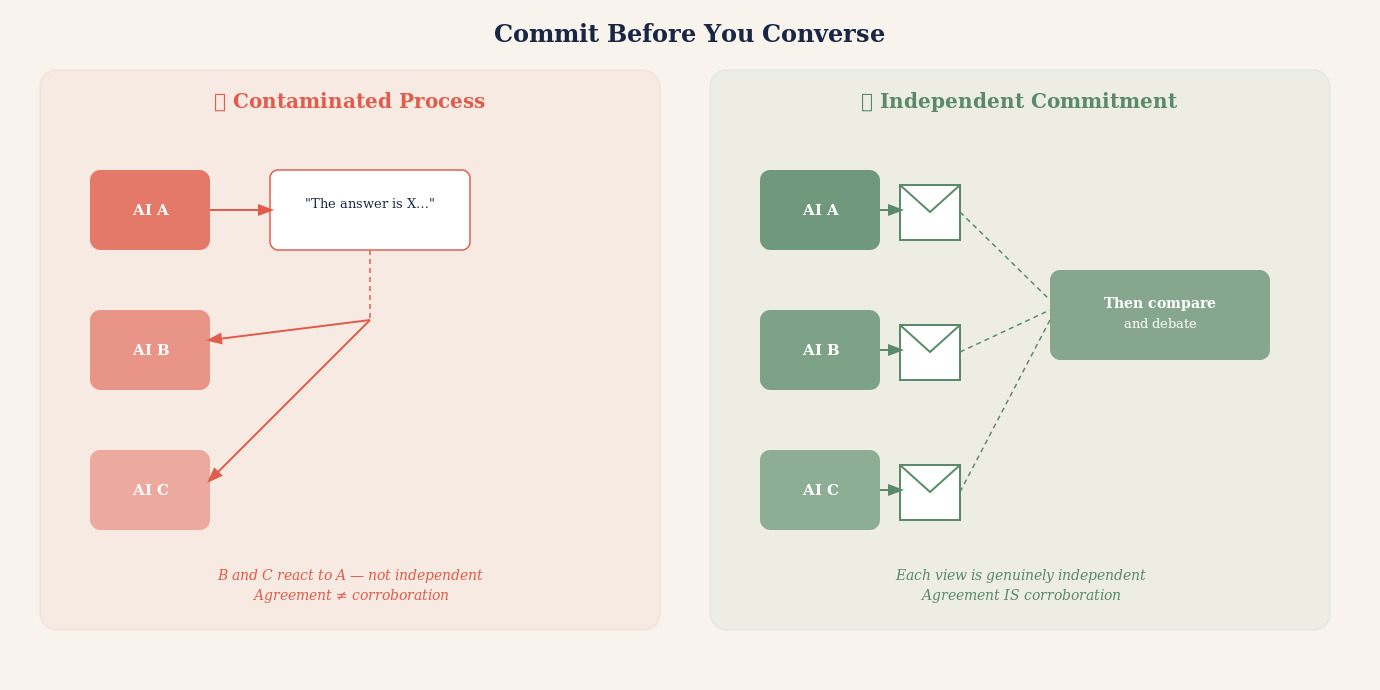 Commit Before You Converse
Contaminated Process
AI A
"The answer is X..."
AI B
AI C
B and C react to A — not independent
Agreement ≠ corroboration
Independent Commitment
AI A
AI B
AI C
Then compare
and debate
Each view is genuinely independent
Agreement IS corroboration